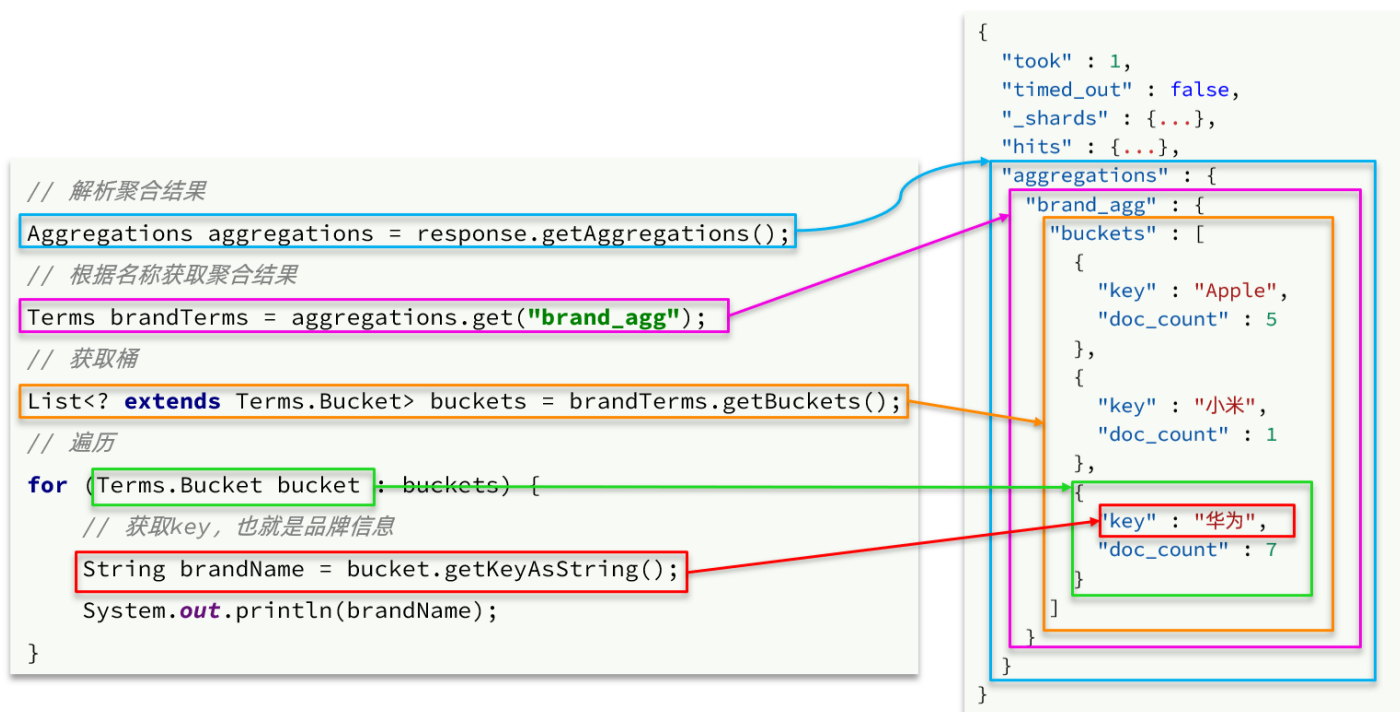 // 解析聚合结果
Aggregations aggregations = response.getAggregations();
// 根据名称获取聚合结果
Terms brandTerms = aggregations.get("brand_agg");
// 获取桶
List<? extends Terms.Bucket> buckets = brandTerms.getBuckets();
// 遍历
for (Terms.Bucket bucket : buckets) {
// 获取key, 也就是品牌信息
String brandName = bucket.getKeyAsString();
System.out.println(brandName);
}
{
"took" : 1,
"timed_out" : false,
"_shards" : {...},
"hits" : {...},
"aggregations" : {
"brand_agg" : {
"buckets" : [
{
"key" : "Apple",
"doc_count" : 5
},
{
"key" : "小米",
"doc_count" : 1
},
{
"key" : "华为",
"doc_count" : 7
}
]
}
}
}